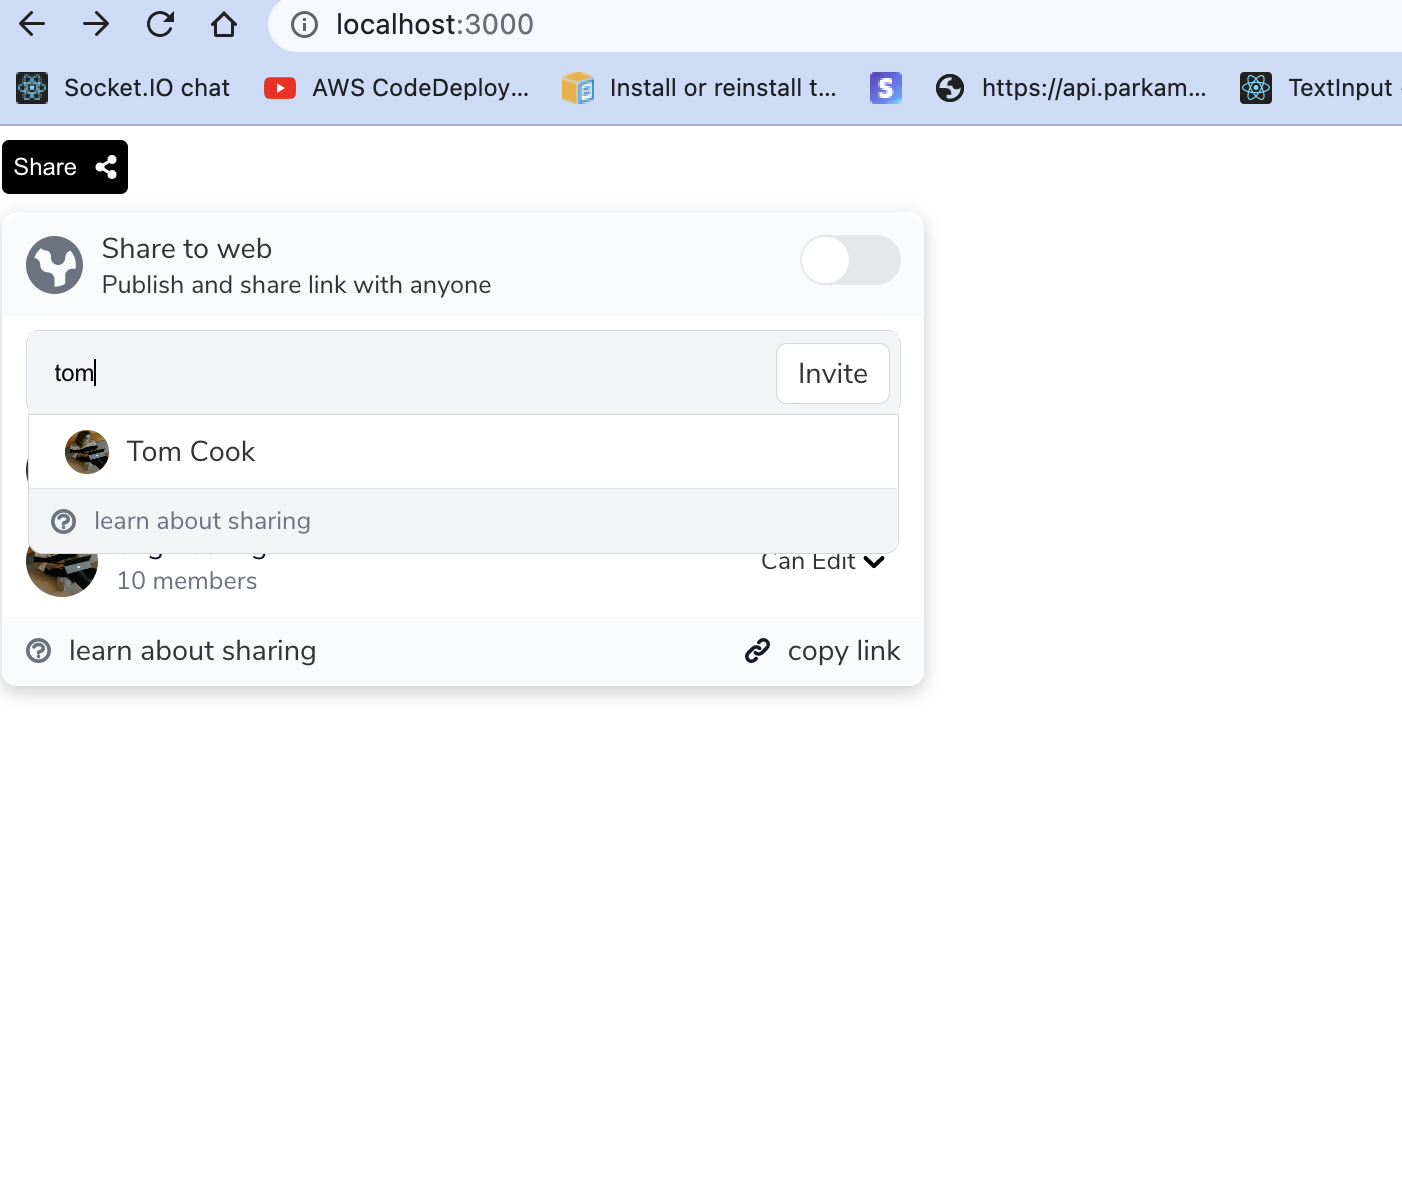 localhost:3000
Socket.IO chat AWS CodeDeploy... Install or reinstall t... S https://api.parkam... TextInput
Share
Share to web
Publish and share link with anyone
tom Invite
Tom Cook
learn about sharing
Can Edit
10 members
learn about sharing copy link